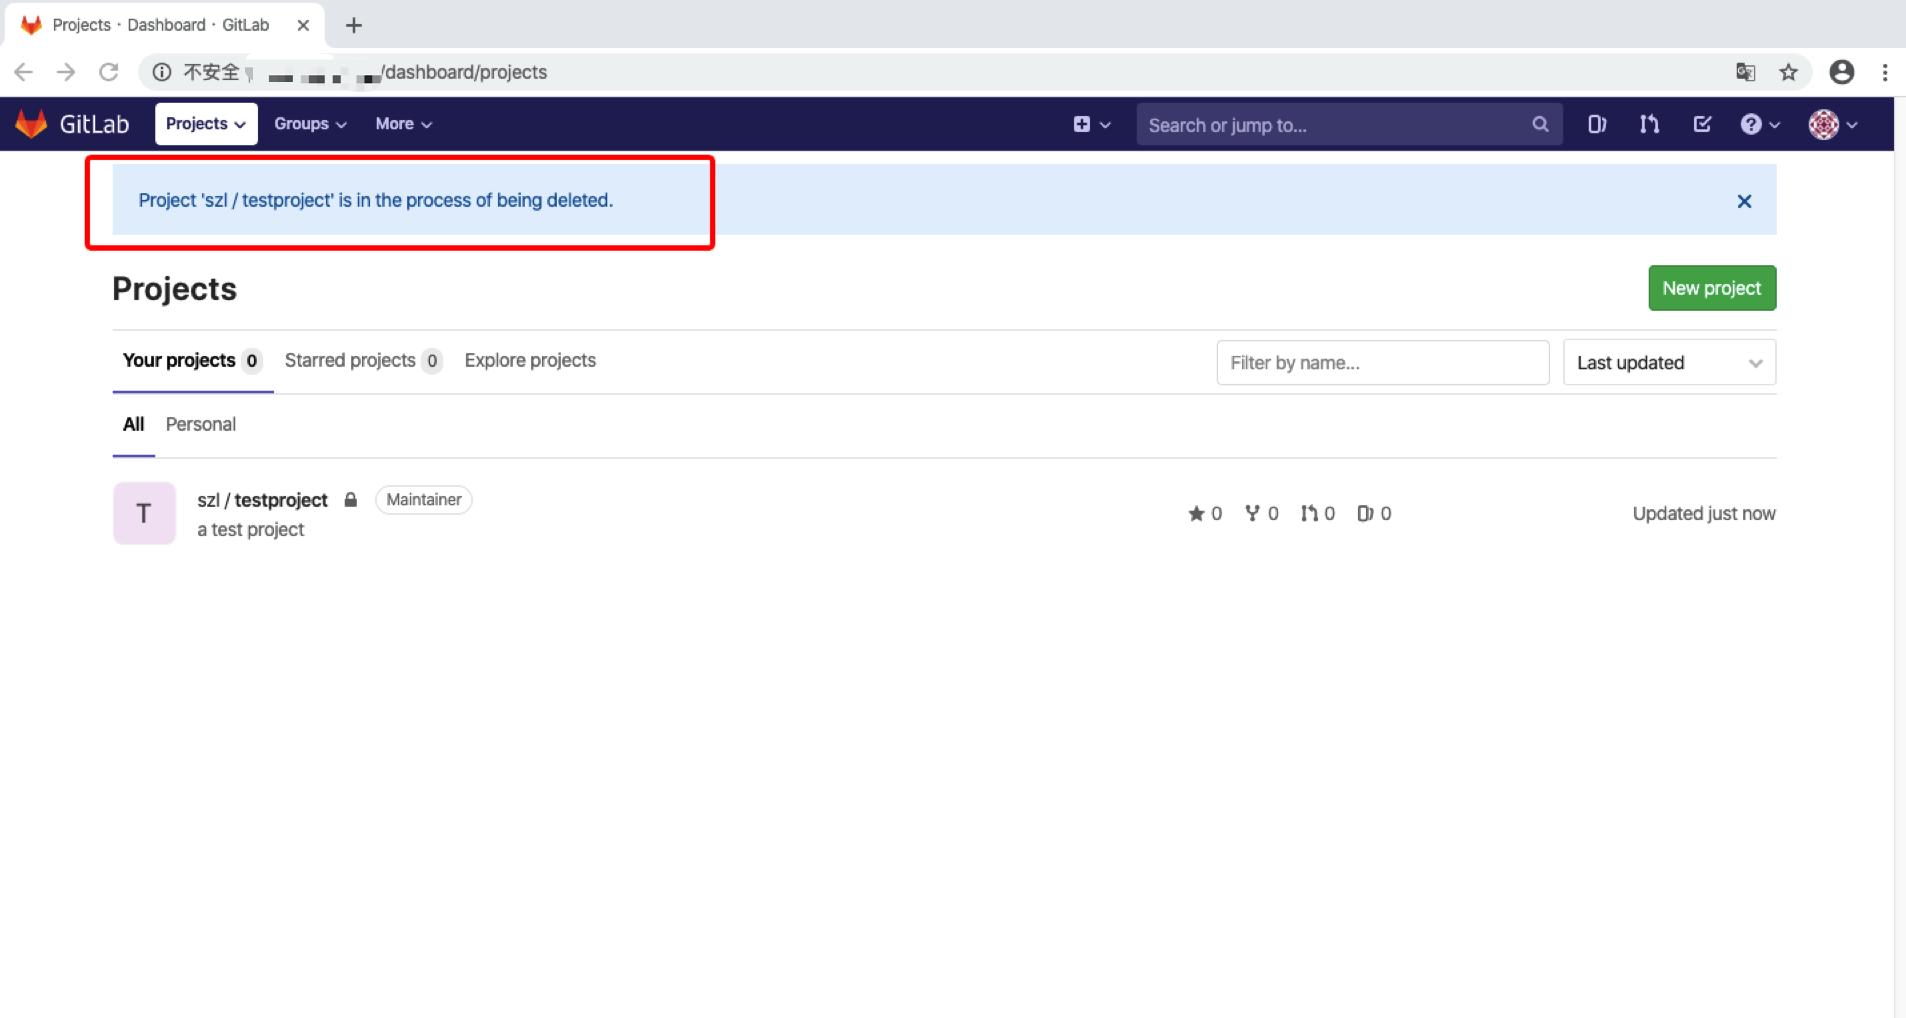 Projects · Dashboard · GitLab
不安全
/dashboard/projects
GitLab
Projects
Groups
More
Search or jump to...
Project 'szl / testproject' is in the process of being deleted.
Projects
New project
Your projects 0
Starred projects 0
Explore projects
Filter by name...
Last updated
All
Personal
T
szl / testproject
Maintainer
0
0
0
0
Updated just now
a test project